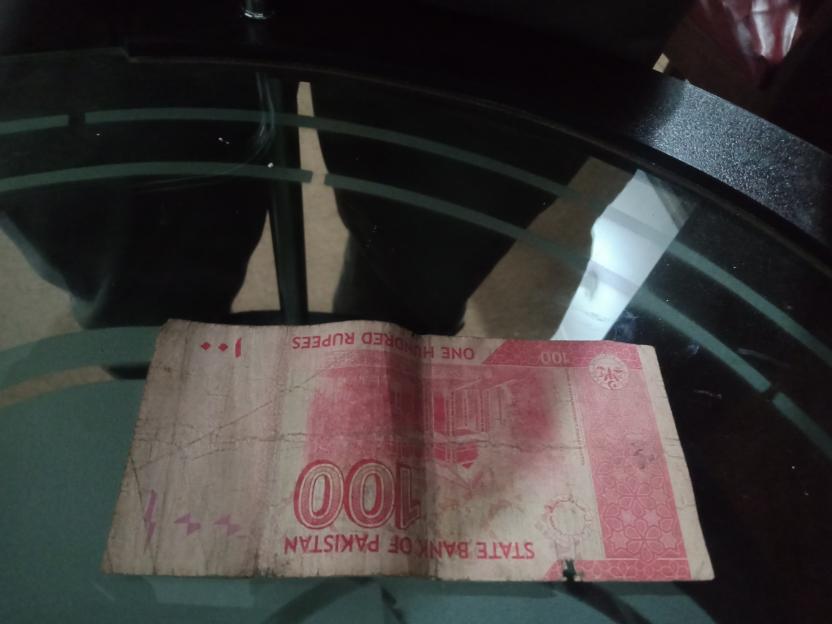 STATE BANK OF PAKISTAN
100
100
ONE HUNDRED RUPEES
۱۰۰